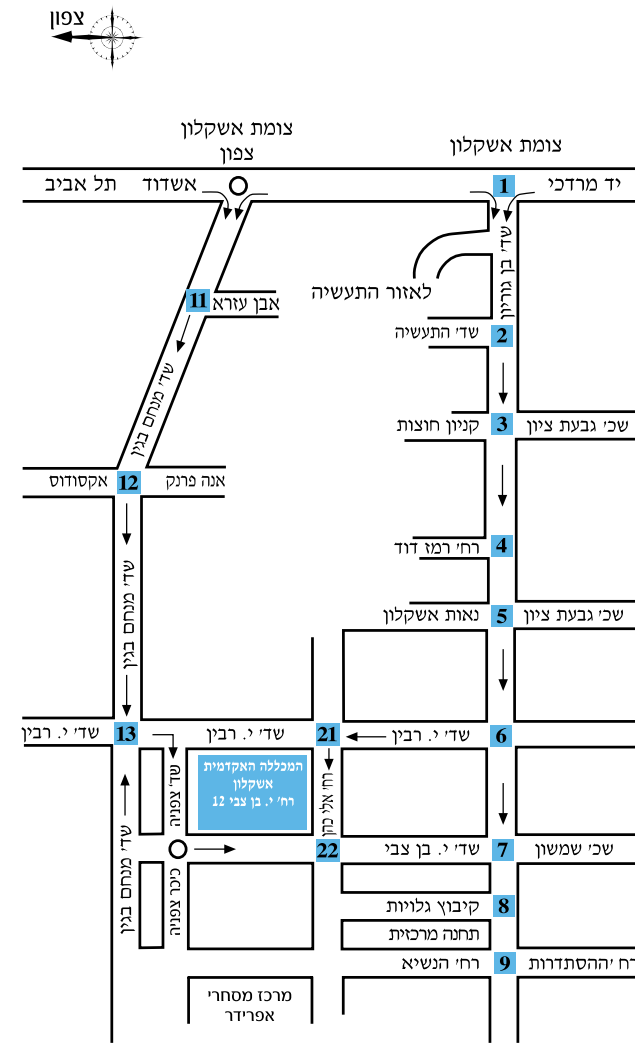 צפון
צומת אשקלון
צומת אשקלון
צפון
יד מרדכי
1
אשדוד
תל אביב
שד' בן גוריון
לאזור התעשיה
11
אבן עזרא
2
שד' התעשיה
שד' מנחם בגין
שכ' גבעת ציון
3
קניון חוצות
אנה פרנק
12
אקסודוס
4
רח' רמז דוד
שד' מנחם בגין
שכ' גבעת ציון
5
נאות אשקלון
6
שד' י. רבין
21
שד' י. רבין
13
שד' י. רבין
המכללה האקדמית
אשקלון
רח' י. בן צבי 12
רח' אלי כהן
שד' צפניה
שכ' שמשון
7
שד' י. בן צבי
22
שד' מנחם בגין
כיכר צפניה
8
קיבוץ גלויות
תחנה מרכזית
רח 'ההסתדרות
9
רח' הנשיא
מרכז מסחרי
אפרידר